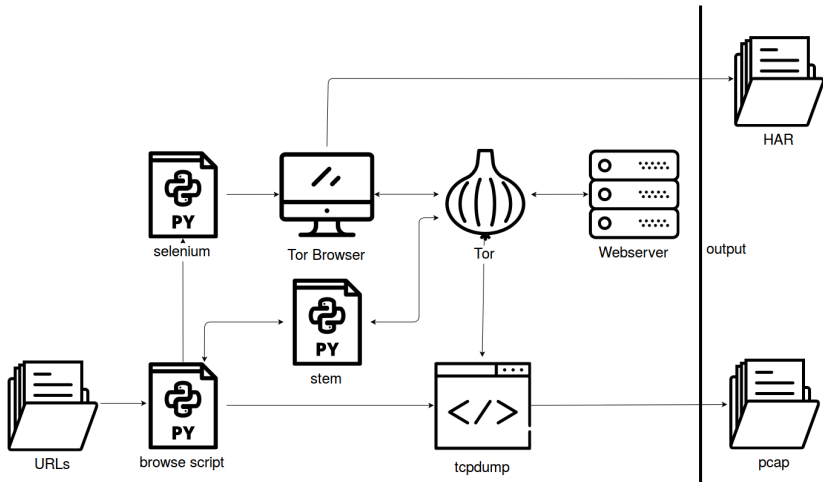 HAR
PY
selenium
Tor Browser
Tor
Webserver
output
PY
stem
URLs
PY
browse script
</>
tcpdump
pcap